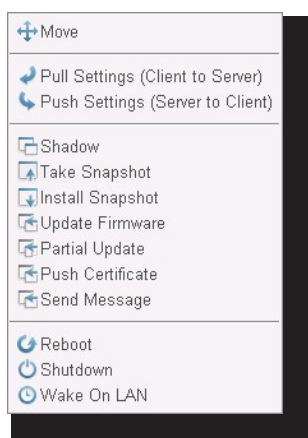 Move
Pull Settings (Client to Server)
Push Settings (Server to Client)
Shadow
Take Snapshot
Install Snapshot
Update Firmware
Partial Update
Push Certificate
Send Message
Reboot
Shutdown
Wake On LAN